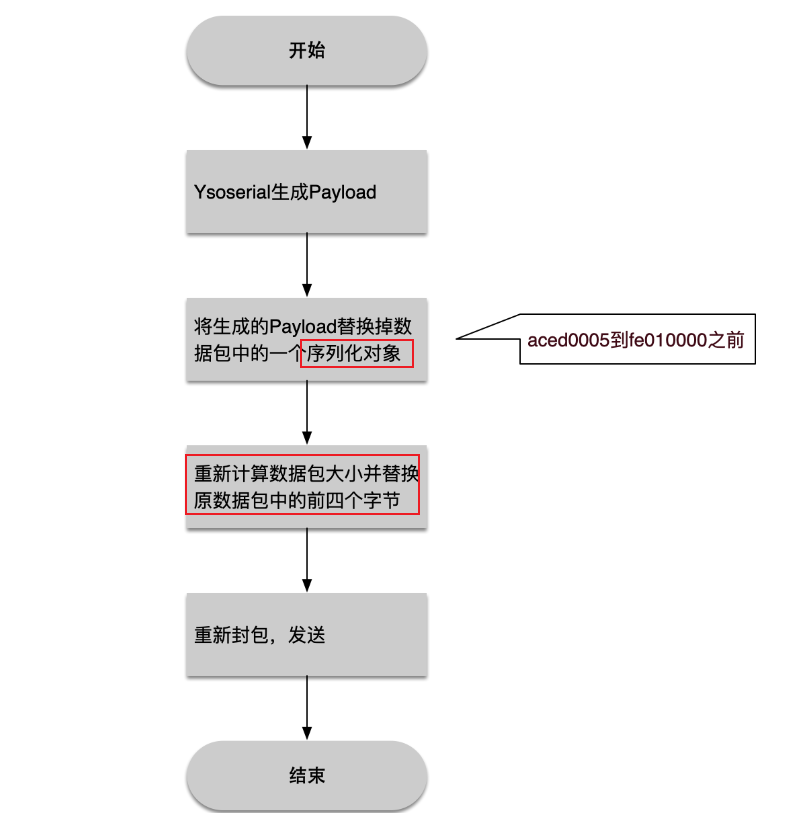 开始
Ysoserial生成Payload
将生成的Payload替换掉数
据包中的一个序列化对象
aced0005到fe010000之前
重新计算数据包大小并替换
原数据包中的前四个字节
重新封包，发送
结束